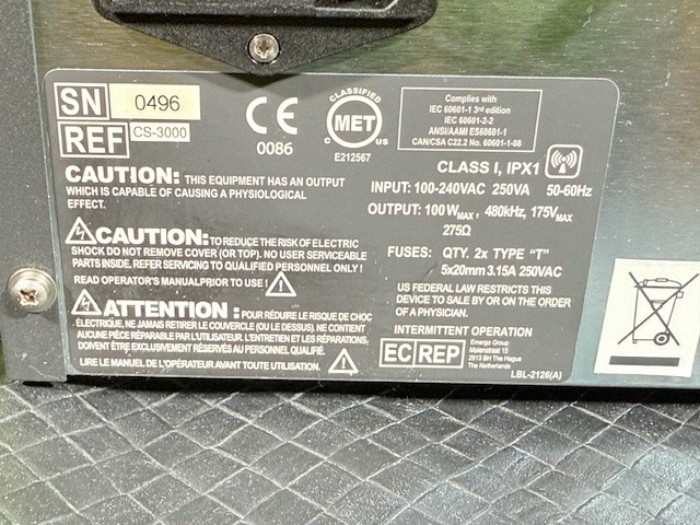 SN 0496
REF CS-3000
CE
0086
CLASSIFIED
C MET US
E212567
Complies with
IEC 60601-1 3rd edition
IEC 60601-2-2
ANSI/AAMI ES60601-1
CAN/CSA C22.2 No. 60601-1-08
CAUTION: THIS EQUIPMENT HAS AN OUTPUT
WHICH IS CAPABLE OF CAUSING A PHYSIOLOGICAL
EFFECT.
CAUTION: TO REDUCE THE RISK OF ELECTRIC
SHOCK DO NOT REMOVE COVER (OR TOP). NO USER SERVICEABLE
PARTS INSIDE. REFER SERVICING TO QUALIFIED PERSONNEL ONLY!
READ OPERATOR'S MANUALPRIOR TO USE!
ATTENTION: POUR RÉDUIRE LE RISQUE DE CHOC
ÉLECTRIQUE, NE JAMAIS RETIRER LE COUVERCLE (OU LE DESSUS). NE CONTIENT
AUCUNE PIÈCE RÉPARABLE PAR L'UTILISATEUR. L'ENTRETIEN ET LES RÉPARATIONS
DOIVENT ÊTRE EXCLUSIVEMENT RÉSERVÉS AU PERSONNEL QUALIFIÉ.
LIRE LE MANUEL DE L'OPÉRATEUR AVANT TOUTE UTILISATION.
CLASS I, IPX1
INPUT: 100-240VAC 250VA 50-60Hz
OUTPUT: 100WMAX, 480kHz, 175VMAX
275Ω
FUSES: QTY. 2x TYPE "T"
5x20mm 3.15A 250VAC
US FEDERAL LAW RESTRICTS THIS
DEVICE TO SALE BY OR ON THE ORDER
OF A PHYSICIAN.
INTERMITTENT OPERATION
EC REP
Emergo Group
Molenstraat 15
2513 BH The Hague
The Netherlands
LBL-2126(A)